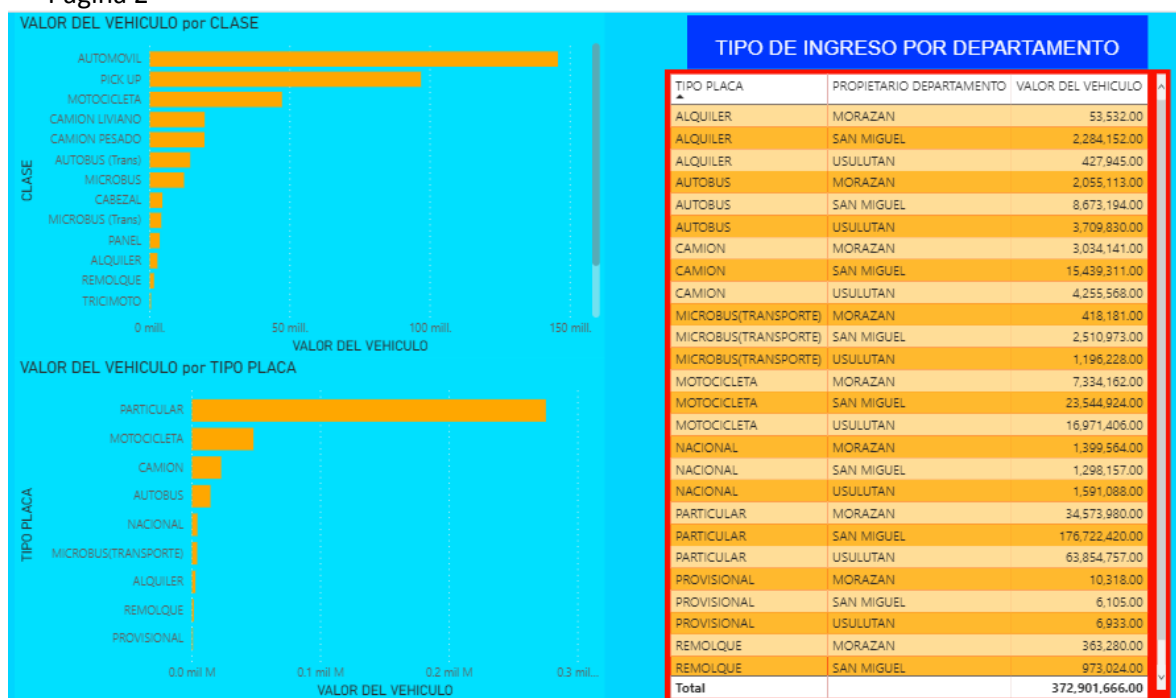 Página 2
VALOR DEL VEHICULO por CLASE
CLASE
AUTOMOVIL
PICK UP
MOTOCICLETA
CAMION LIVIANO
CAMION PESADO
AUTOBUS (Trans)
MICROBUS
CABEZAL
MICROBUS (Trans)
PANEL
ALQUILER
REMOLQUE
TRICIMOTO
0 mill. 50 mill. 100 mill. 150 mill.
VALOR DEL VEHICULO
VALOR DEL VEHICULO por TIPO PLACA
TIPO PLACA
PARTICULAR
MOTOCICLETA
CAMION
AUTOBUS
NACIONAL
MICROBUS(TRANSPORTE)
ALQUILER
REMOLQUE
PROVISIONAL
0.0 mil M 0.1 mil M 0.2 mil M 0.3 mil...
VALOR DEL VEHICULO
TIPO DE INGRESO POR DEPARTAMENTO
TIPO PLACA PROPIETARIO DEPARTAMENTO VALOR DEL VEHICULO
ALQUILER MORAZAN 53,532.00
ALQUILER SAN MIGUEL 2,284,152.00
ALQUILER USULUTAN 427,945.00
AUTOBUS MORAZAN 2,055,113.00
AUTOBUS SAN MIGUEL 8,673,194.00
AUTOBUS USULUTAN 3,709,830.00
CAMION MORAZAN 3,034,141.00
CAMION SAN MIGUEL 15,439,311.00
CAMION USULUTAN 4,255,568.00
MICROBUS(TRANSPORTE) MORAZAN 418,181.00
MICROBUS(TRANSPORTE) SAN MIGUEL 2,510,973.00
MICROBUS(TRANSPORTE) USULUTAN 1,196,228.00
MOTOCICLETA MORAZAN 7,334,162.00
MOTOCICLETA SAN MIGUEL 23,544,924.00
MOTOCICLETA USULUTAN 16,971,406.00
NACIONAL MORAZAN 1,399,564.00
NACIONAL SAN MIGUEL 1,298,157.00
NACIONAL USULUTAN 1,591,088.00
PARTICULAR MORAZAN 34,573,980.00
PARTICULAR SAN MIGUEL 176,722,420.00
PARTICULAR USULUTAN 63,854,757.00
PROVISIONAL MORAZAN 10,318.00
PROVISIONAL SAN MIGUEL 6,105.00
PROVISIONAL USULUTAN 6,933.00
REMOLQUE MORAZAN 363,280.00
REMOLQUE SAN MIGUEL 973,024.00
Total 372,901,666.00